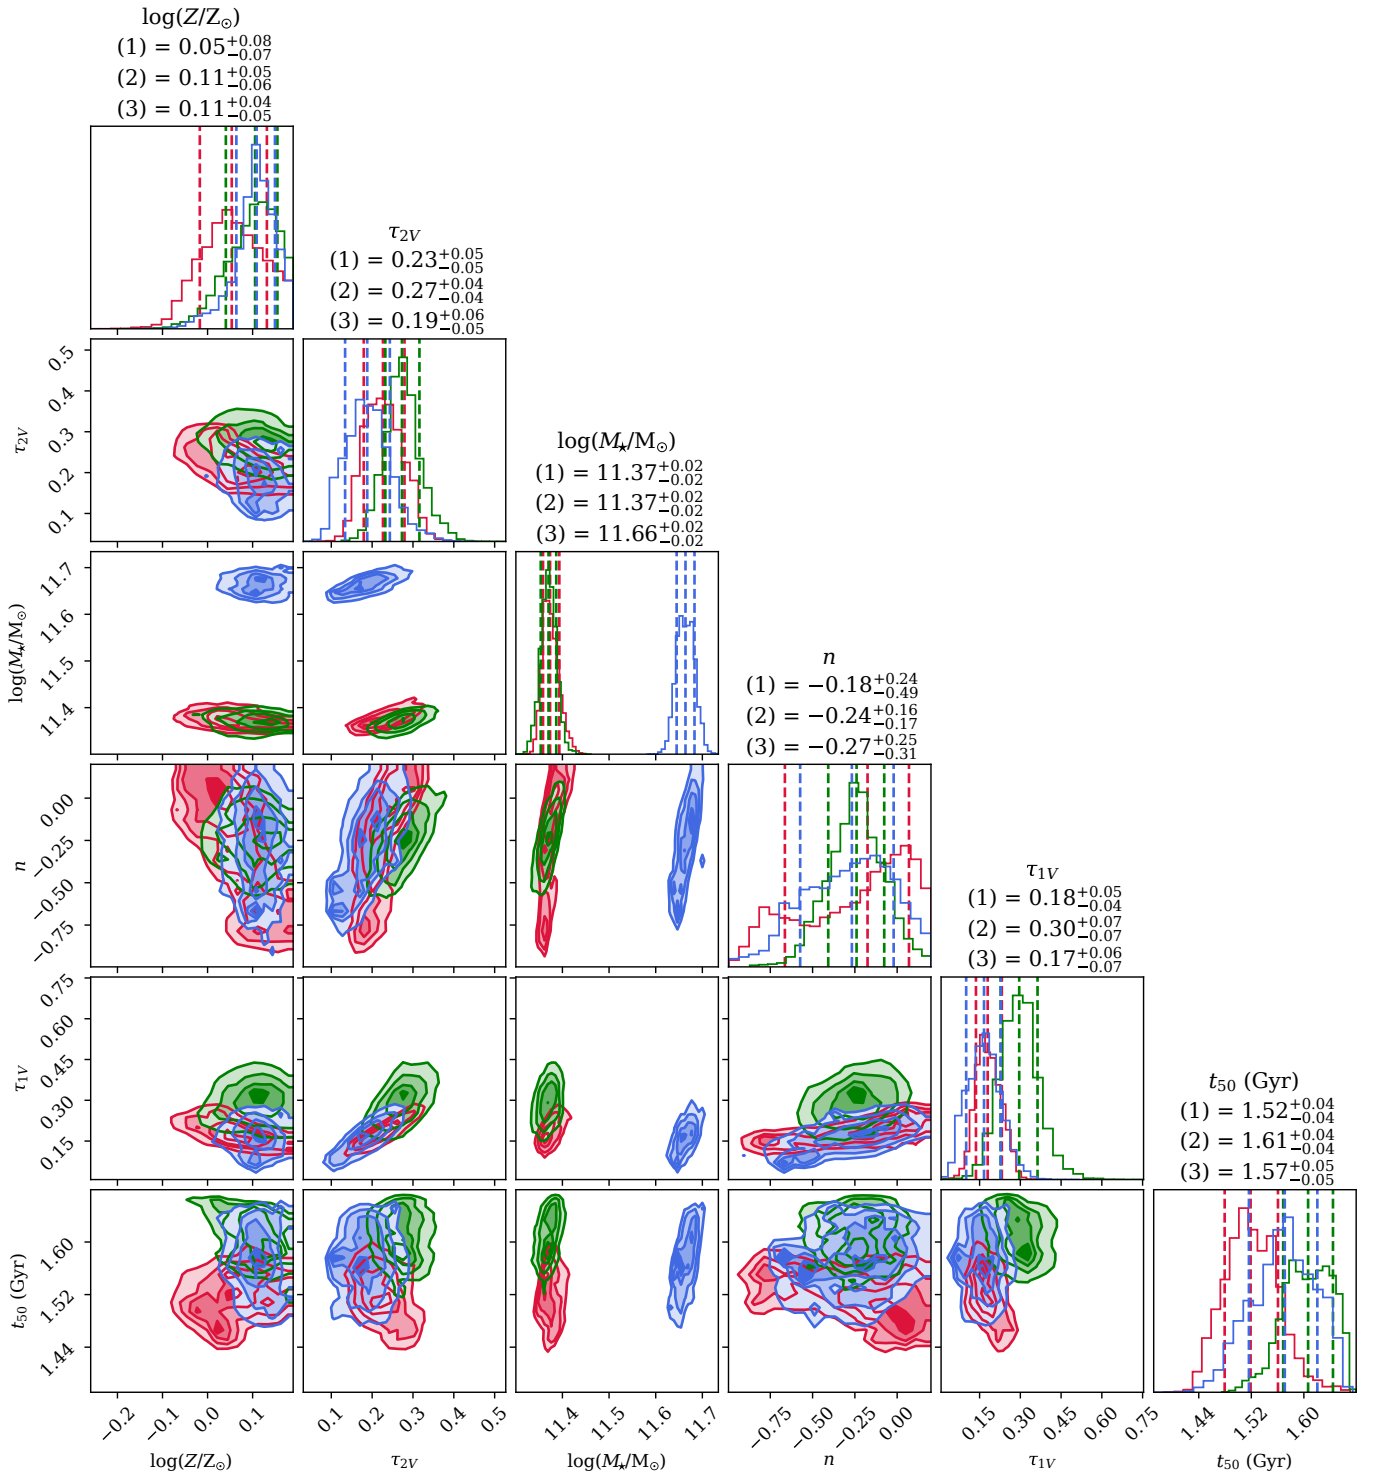 log(Z/Z⊙)
(1) = 0.05+0.08−0.07
(2) = 0.11+0.05−0.06
(3) = 0.11+0.04−0.05
τ2V
(1) = 0.23+0.05−0.05
(2) = 0.27+0.04−0.04
(3) = 0.19+0.06−0.05
0.5
0.4
0.3
0.2
0.1
τ2V
log(M⋆/M⊙)
(1) = 11.37+0.02−0.02
(2) = 11.37+0.02−0.02
(3) = 11.66+0.02−0.02
11.7
11.6
11.5
11.4
log(M⋆/M⊙)
n
(1) = −0.18+0.24−0.49
(2) = −0.24+0.16−0.17
(3) = −0.27+0.25−0.31
0.00
−0.25
−0.50
−0.75
n
τ1V
(1) = 0.18+0.05−0.04
(2) = 0.30+0.07−0.07
(3) = 0.17+0.06−0.07
0.75
0.60
0.45
0.30
0.15
τ1V
t50 (Gyr)
(1) = 1.52+0.04−0.04
(2) = 1.61+0.04−0.04
(3) = 1.57+0.05−0.05
1.60
1.52
1.44
t50 (Gyr)
−0.2 −0.1 0.0 0.1
0.1 0.2 0.3 0.4 0.5
11.4 11.5 11.6 11.7
−0.75 −0.50 −0.25 0.00
0.15 0.30 0.45 0.60 0.75
1.44 1.52 1.60
log(Z/Z⊙)
τ2V
log(M⋆/M⊙)
n
τ1V
t50 (Gyr)